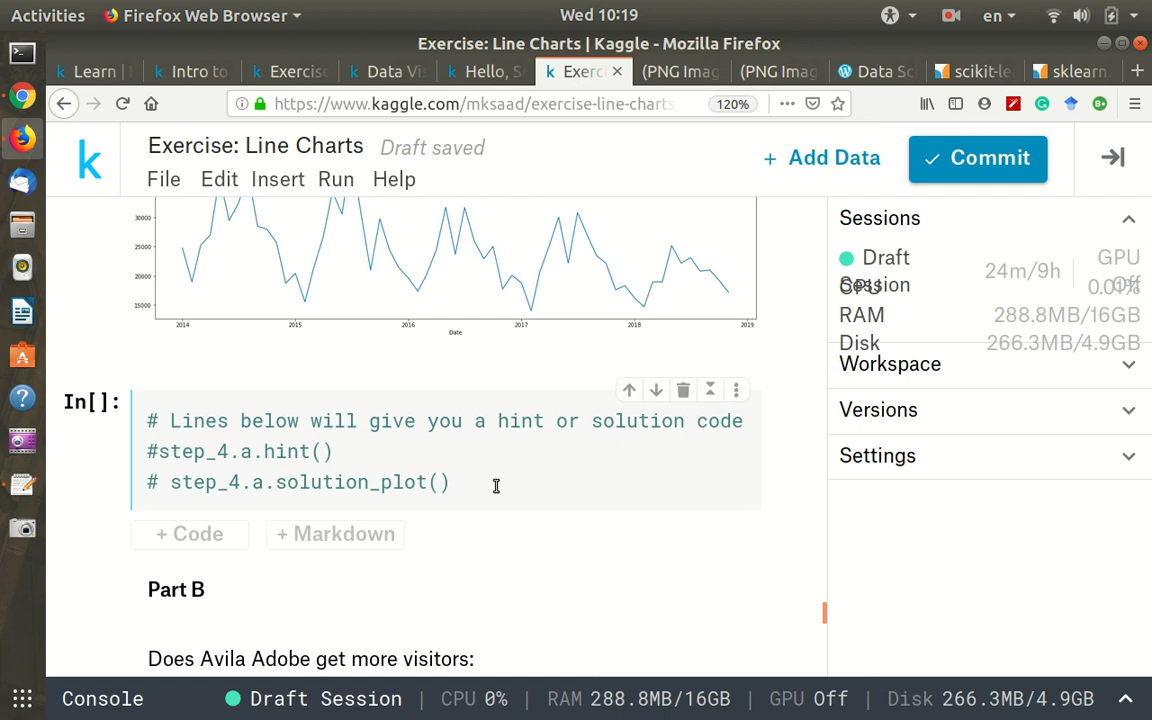 Activities Firefox Web Browser Wed 10:19 en
Exercise: Line Charts | Kaggle - Mozilla Firefox
Learn | Intro to Exercise Data Vi Hello, S Exerc (PNG Imag (PNG Imag Data Sc scikit-le sklearn.
https://www.kaggle.com/mksaad/exercise-line-charts 120%
Exercise: Line Charts Draft saved
+ Add Data
Commit
File Edit Insert Run Help
30000
25000
20000
15000
2014 2015 2016 2017 2018 2019
Date
In[]:
# Lines below will give you a hint or solution code
#step_4.a.hint()
# step_4.a.solution_plot()
+ Code + Markdown
Part B
Does Avila Adobe get more visitors:
Sessions
Draft Session 24m/9h GPU Off
CPU 0.01%
RAM 288.8MB/16GB
Disk 266.3MB/4.9GB
Workspace
Versions
Settings
Console Draft Session | CPU 0% | RAM 288.8MB/16GB | GPU Off | Disk 266.3MB/4.9GB